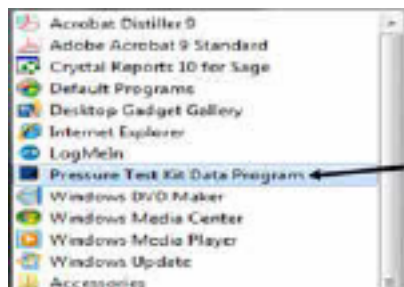 Acrobat Distiller 9
Adobe Acrobat 9 Standard
Crystal Reports 10 for Sage
Default Programs
Desktop Gadget Gallery
Internet Explorer
LogMeIn
Pressure Test Kit Data Program
Windows DVD Maker
Windows Media Center
Windows Media Player
Windows Update
Accessories